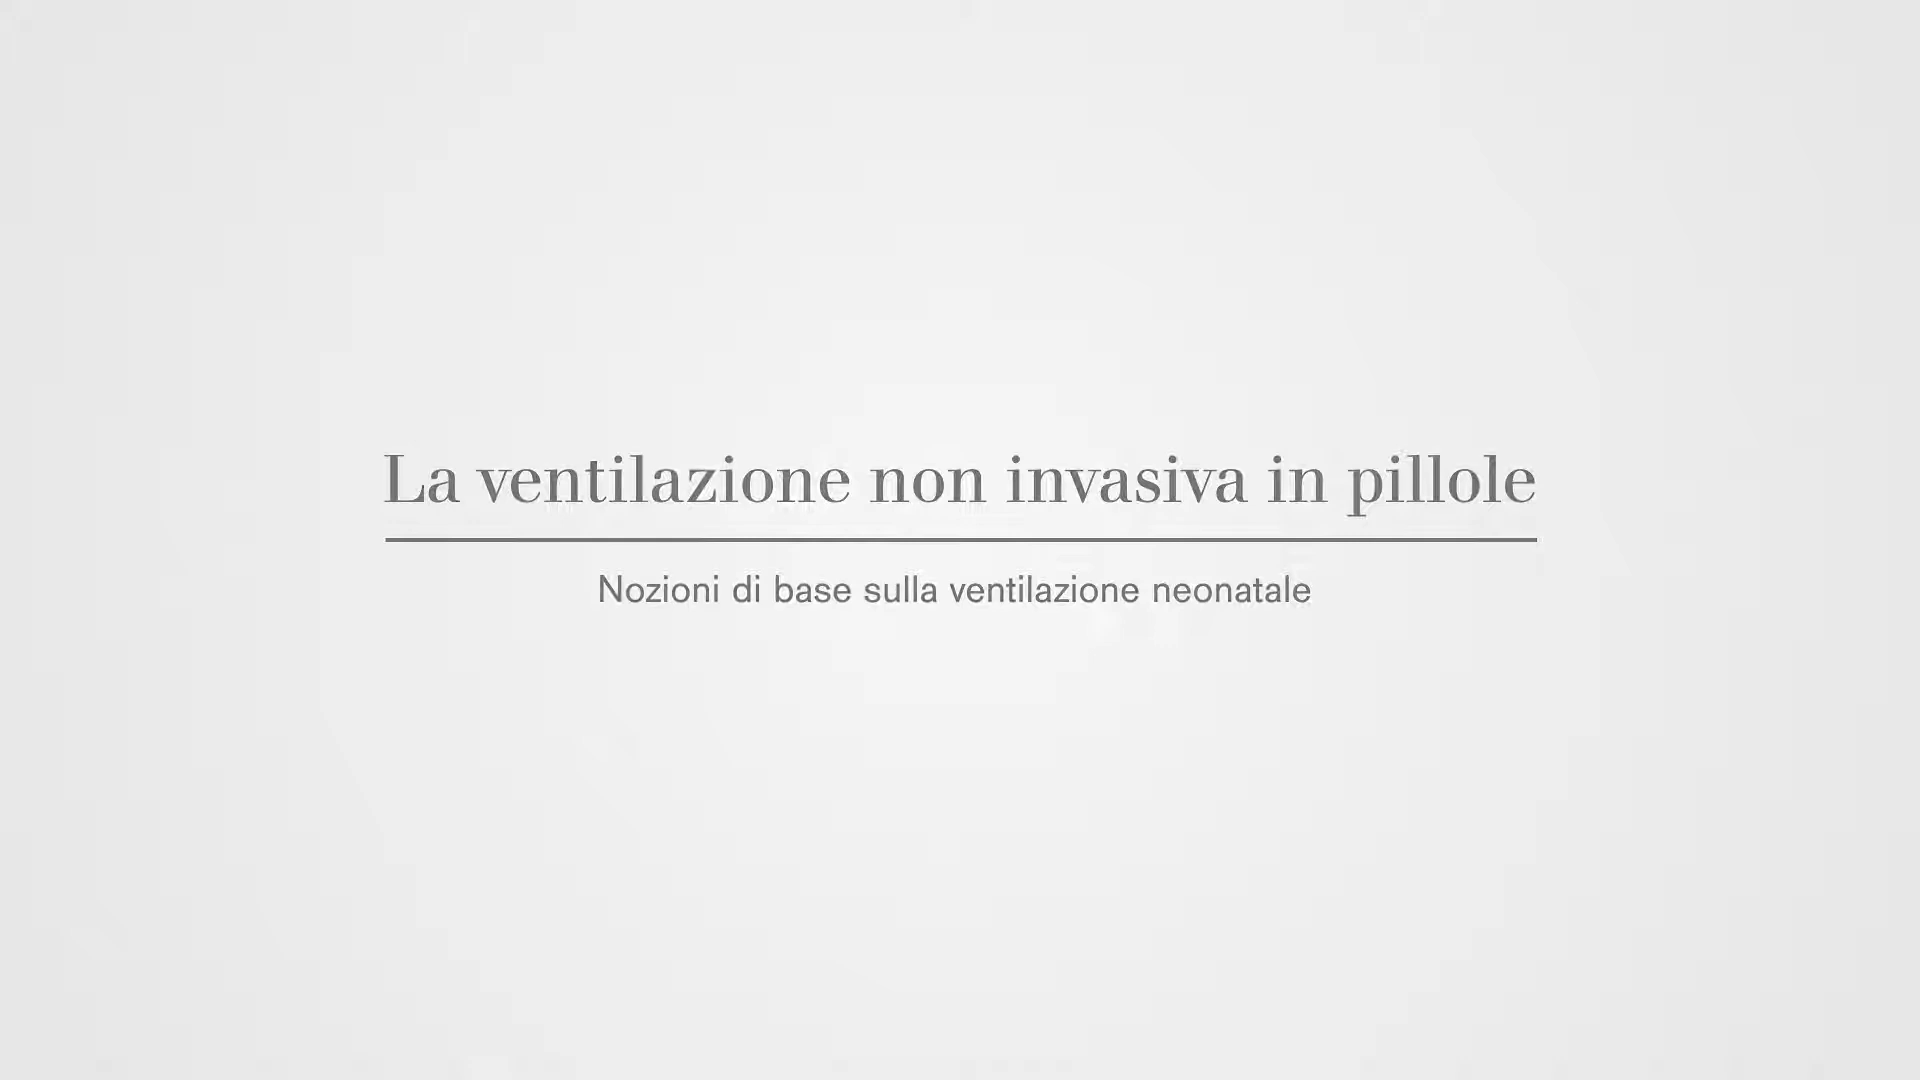 La ventilazione non invasiva in pillole
Nozioni di base sulla ventilazione neonatale